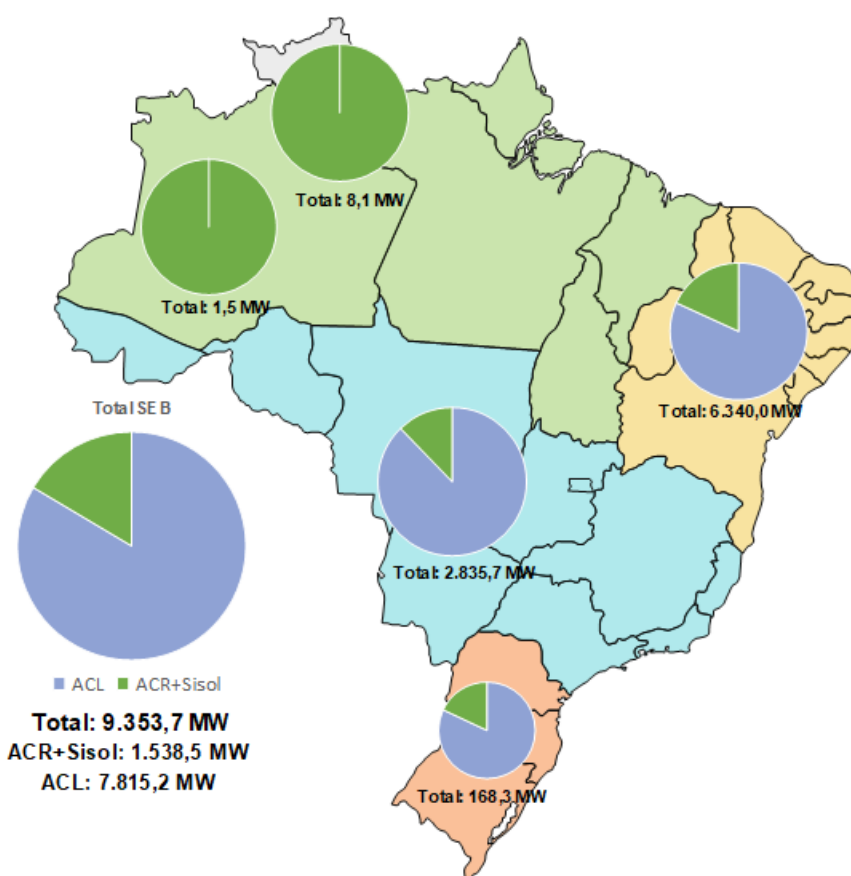 Total: 8,1 MW
Total: 1,5 MW
Total: 6.340,0 MW
Total SEB
Total: 2.835,7 MW
ACL ACR+Sisol
Total: 9.353,7 MW
ACR+Sisol: 1.538,5 MW
ACL: 7.815,2 MW
Total: 168,3 MW